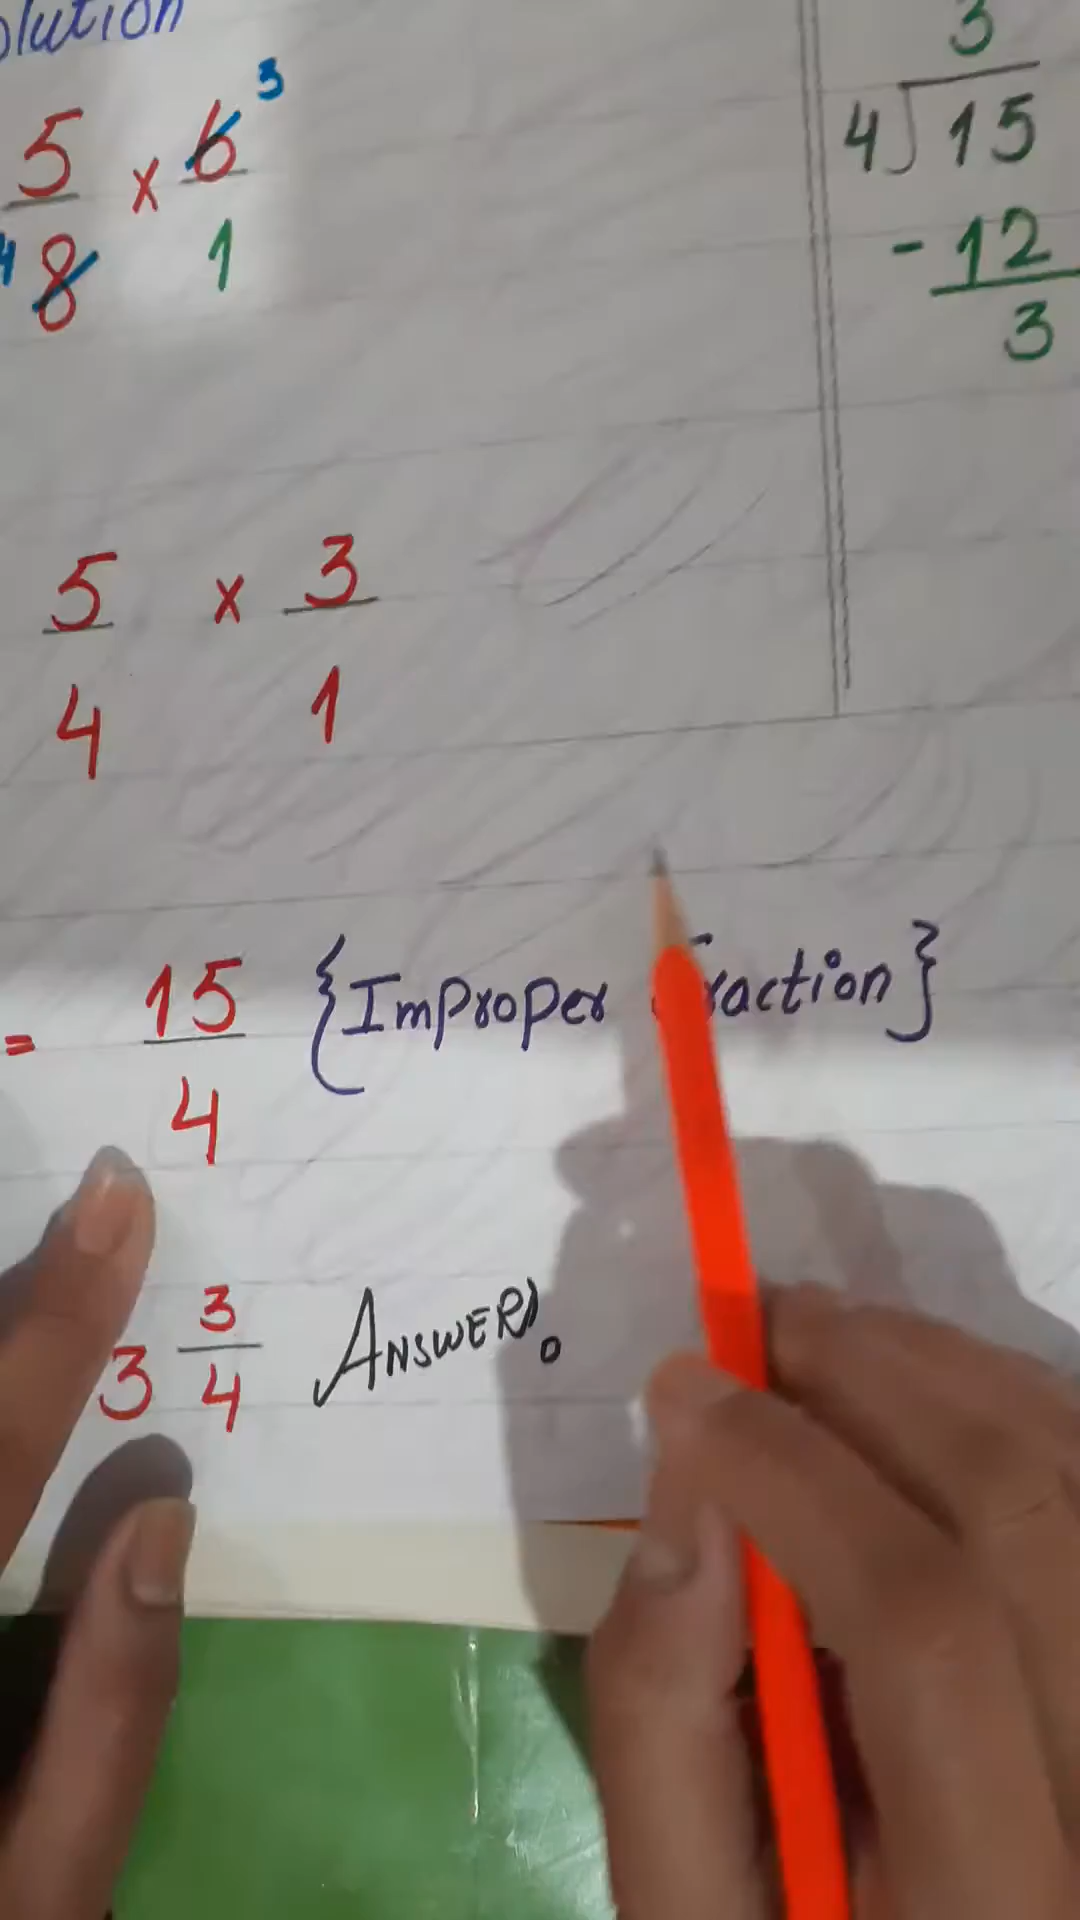 olution
5 x 6 3
4 8 1
5 x 3
4 1
= 15 {Improper fraction}
4
3 3/4 ANSWER.
3
4)15
- 12
3